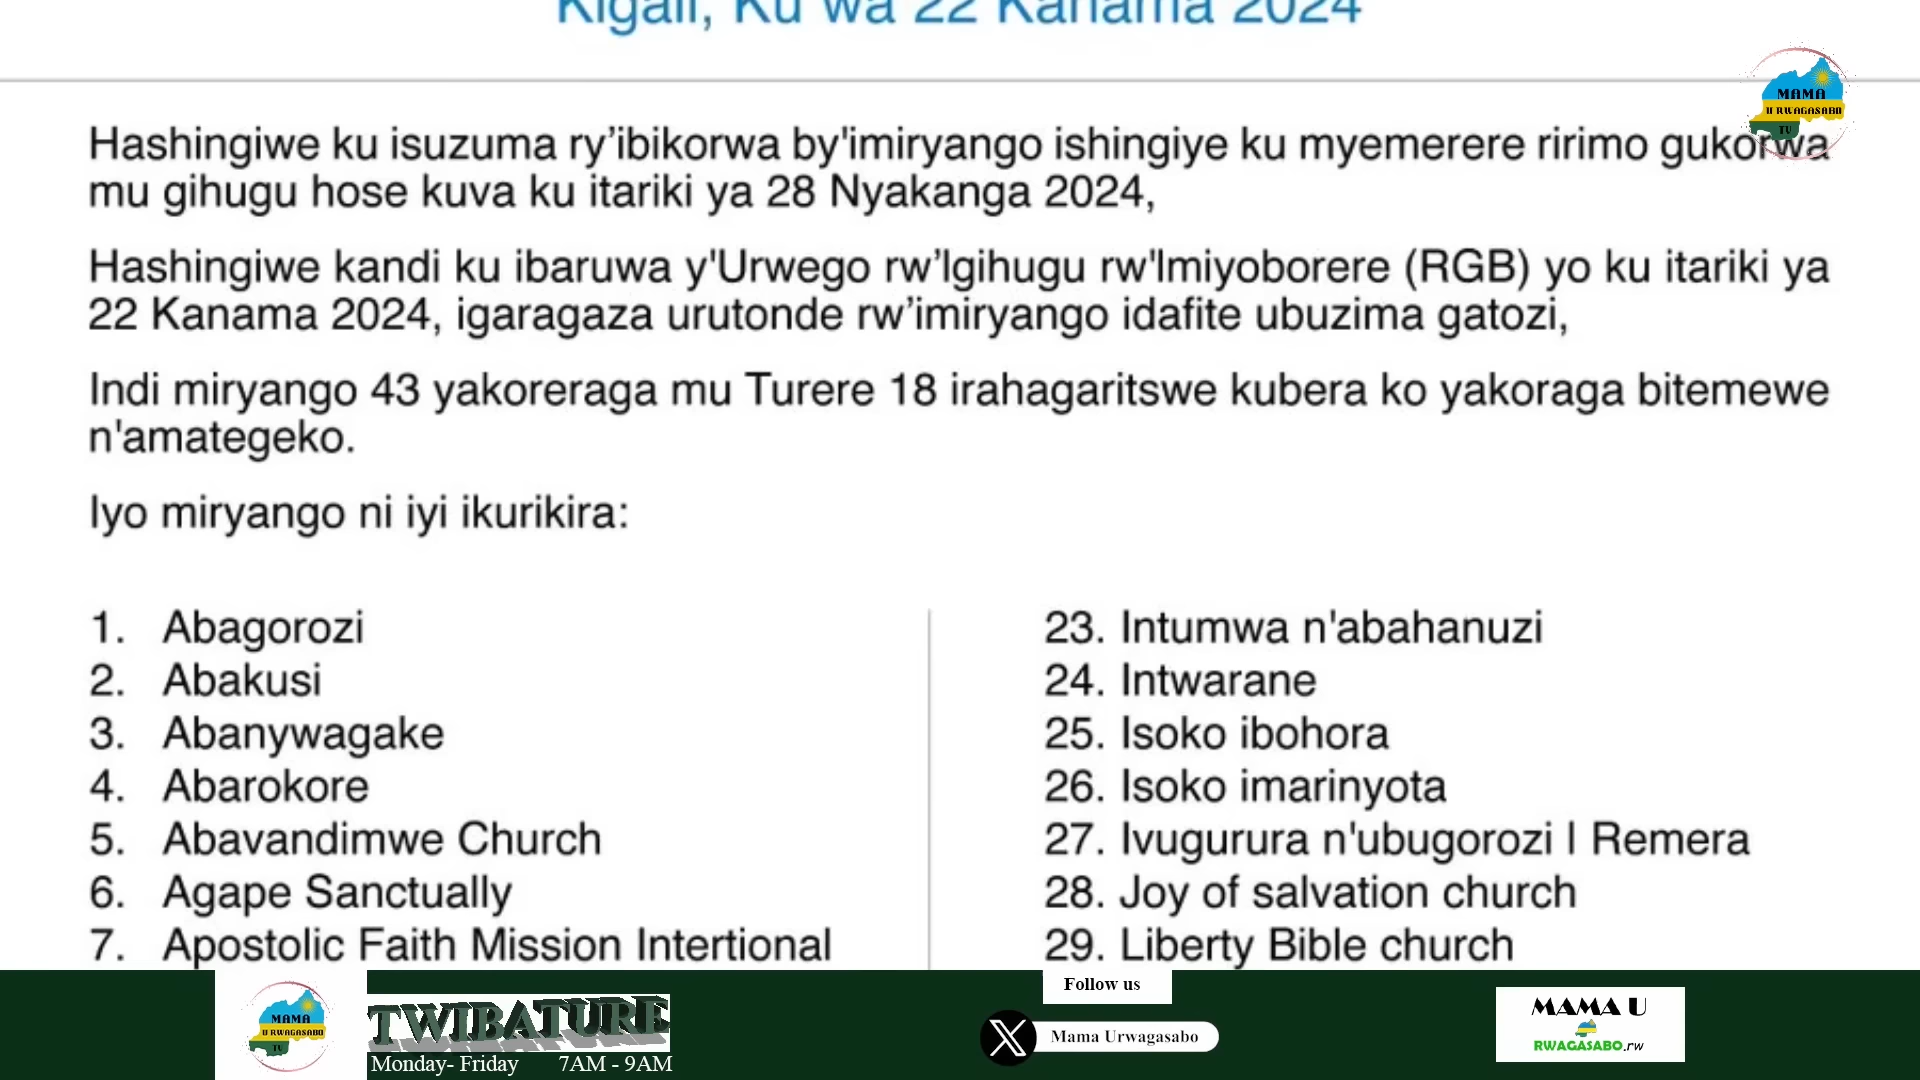 Kigali, Ku wa 22 Kanama 2024
MAMA
U RWAGASABO
TV
Hashingiwe ku isuzuma ry’ibikorwa by'imiryango ishingiye ku myemerere ririmo gukorwa
mu gihugu hose kuva ku itariki ya 28 Nyakanga 2024,
Hashingiwe kandi ku ibaruwa y'Urwego rw’Igihugu rw'Imiyoborere (RGB) yo ku itariki ya
22 Kanama 2024, igaragaza urutonde rw’imiryango idafite ubuzima gatozi,
Indi miryango 43 yakoreraga mu Turere 18 irahagaritswe kubera ko yakoraga bitemewe
n'amategeko.
Iyo miryango ni iyi ikurikira:
1. Abagorozi
2. Abakusi
3. Abanywagake
4. Abarokore
5. Abavandimwe Church
6. Agape Sanctually
7. Apostolic Faith Mission Intertional
23. Intumwa n'abahanuzi
24. Intwarane
25. Isoko ibohora
26. Isoko imarinyota
27. Ivugurura n'ubugorozi I Remera
28. Joy of salvation church
29. Liberty Bible church
MAMA
U RWAGASABO
TV
TWIBATURE
Monday- Friday 7AM - 9AM
Follow us
X Mama Urwagasabo
MAMA U
RWAGASABO.rw